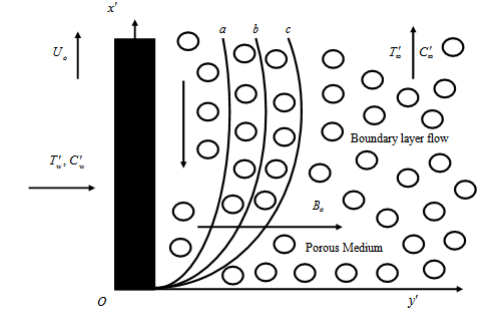 x′
a b c
U₀ T′∞ C′∞
Boundary layer flow
T′w, C′w
B₀
Porous Medium
O y′